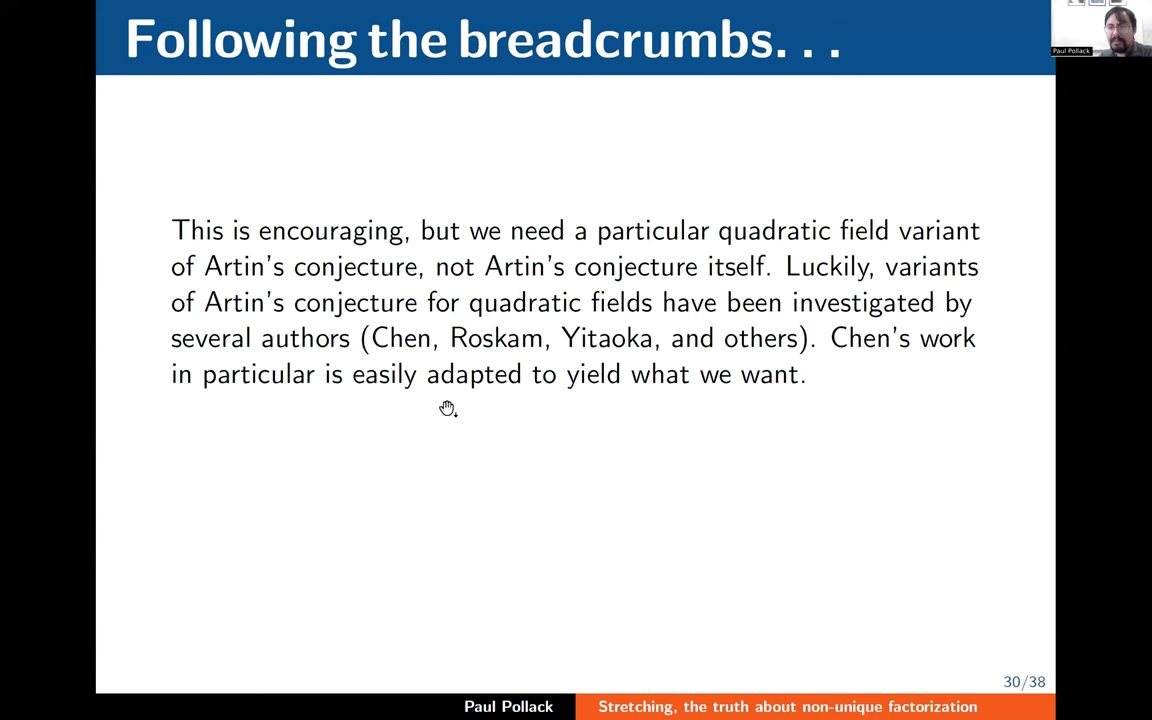 Following the breadcrumbs. . .
Paul Pollack
This is encouraging, but we need a particular quadratic field variant
of Artin's conjecture, not Artin's conjecture itself. Luckily, variants
of Artin's conjecture for quadratic fields have been investigated by
several authors (Chen, Roskam, Yitaoka, and others). Chen's work
in particular is easily adapted to yield what we want.
30/38
Paul Pollack
Stretching, the truth about non-unique factorization